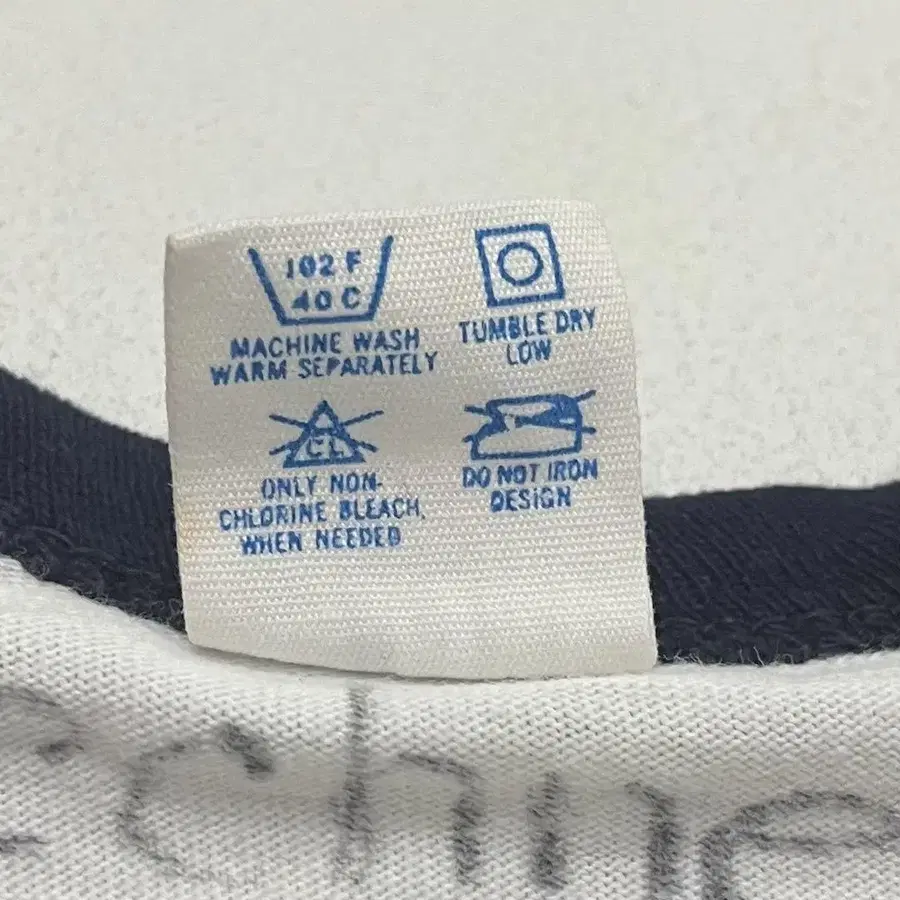 102 F
40 C
MACHINE WASH
WARM SEPARATELY
TUMBLE DRY
LOW
CL
ONLY NON-
CHLORINE BLEACH,
WHEN NEEDED
DO NOT IRON
DESIGN